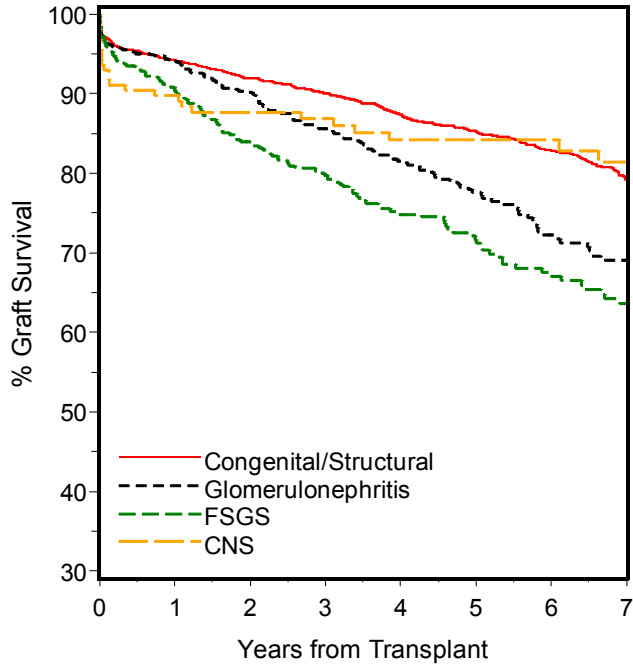 % Graft Survival
100
90
80
70
60
50
40
30
Congenital/Structural
Glomerulonephritis
FSGS
CNS
0 1 2 3 4 5 6 7
Years from Transplant